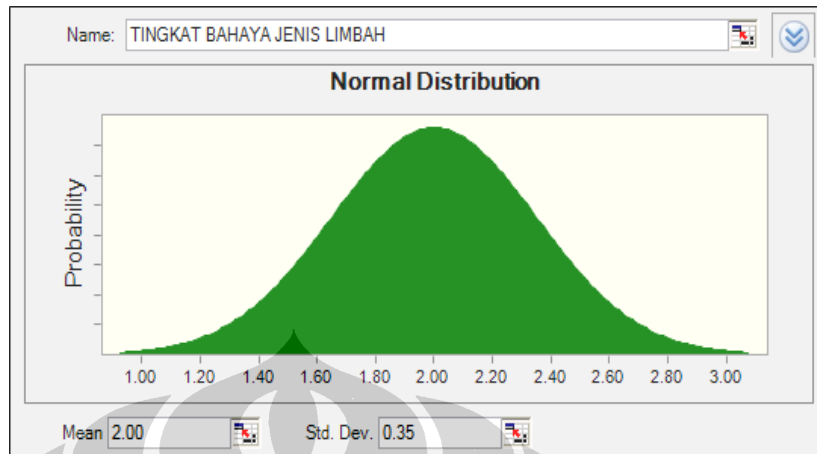 Name: TINGKAT BAHAYA JENIS LIMBAH
Normal Distribution
Probability
1.00 1.20 1.40 1.60 1.80 2.00 2.20 2.40 2.60 2.80 3.00
Mean 2.00 Std. Dev. 0.35